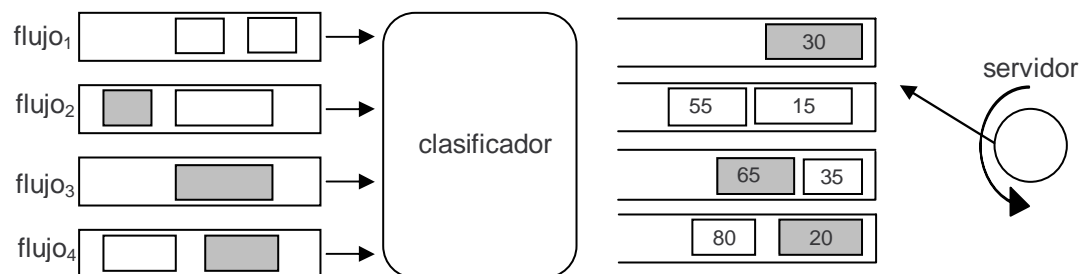 flujo₁
flujo₂
flujo₃
flujo₄
clasificador
30
55 15
65 35
80 20
servidor